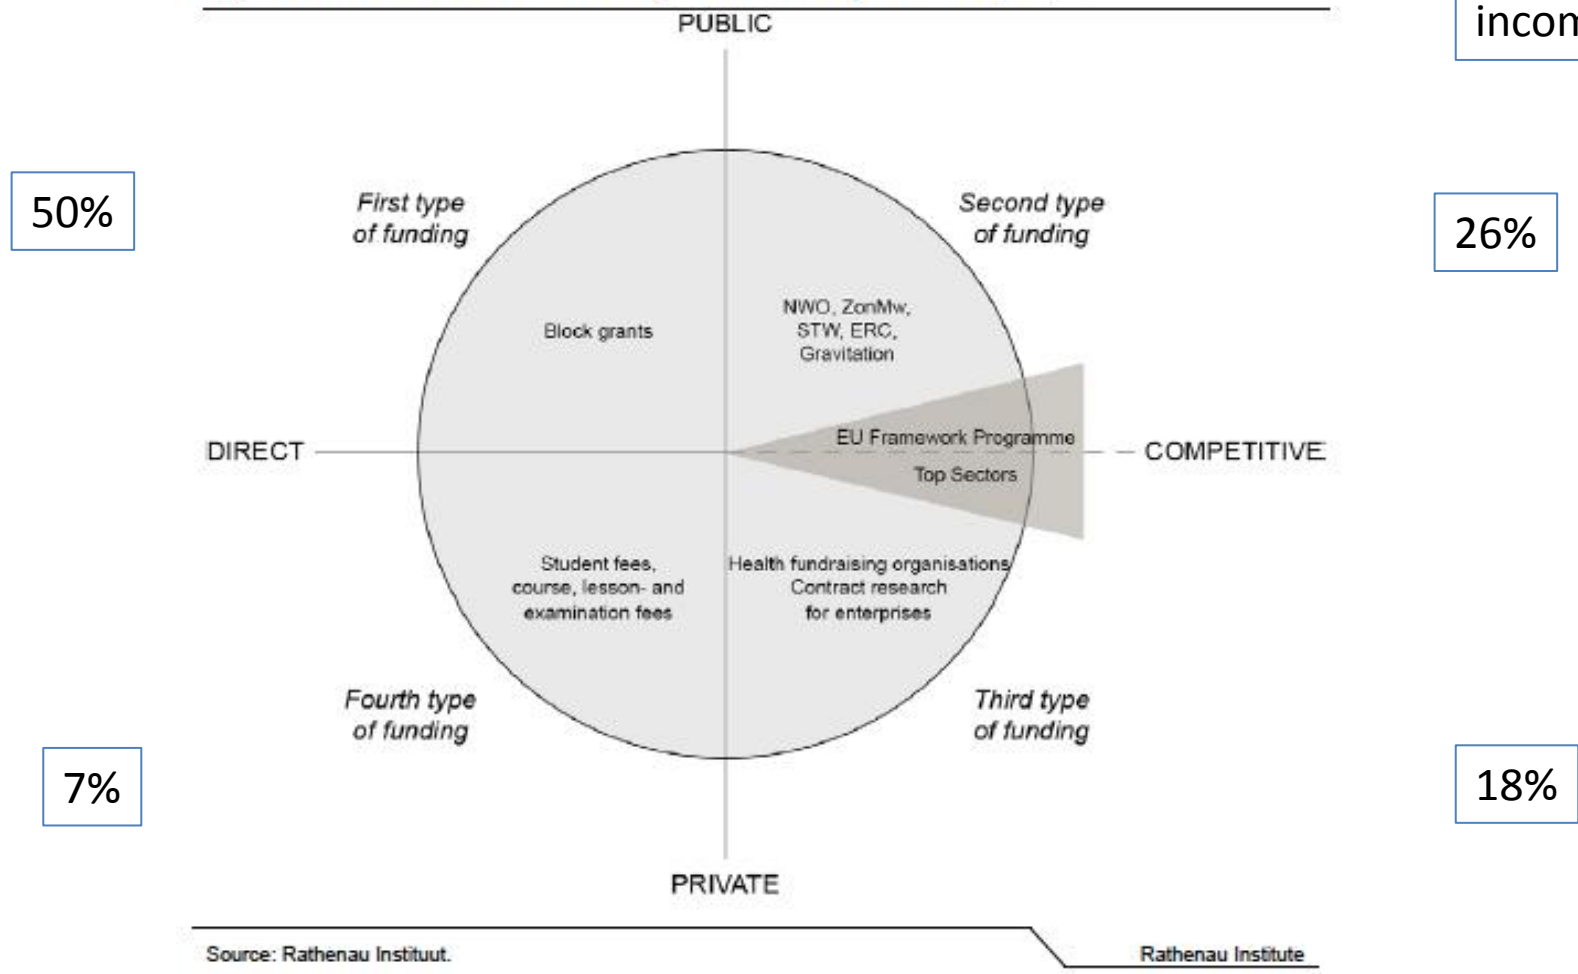 PUBLIC
50%
First type
of funding
Second type
of funding
26%
Block grants
NWO, ZonMw,
STW, ERC,
Gravitation
DIRECT
EU Framework Programme
COMPETITIVE
Top Sectors
Student fees,
course, lesson- and
examination fees
Health fundraising organisations
Contract research
for enterprises
Fourth type
of funding
Third type
of funding
7%
18%
PRIVATE
Source: Rathenau Instituut.
Rathenau Institute